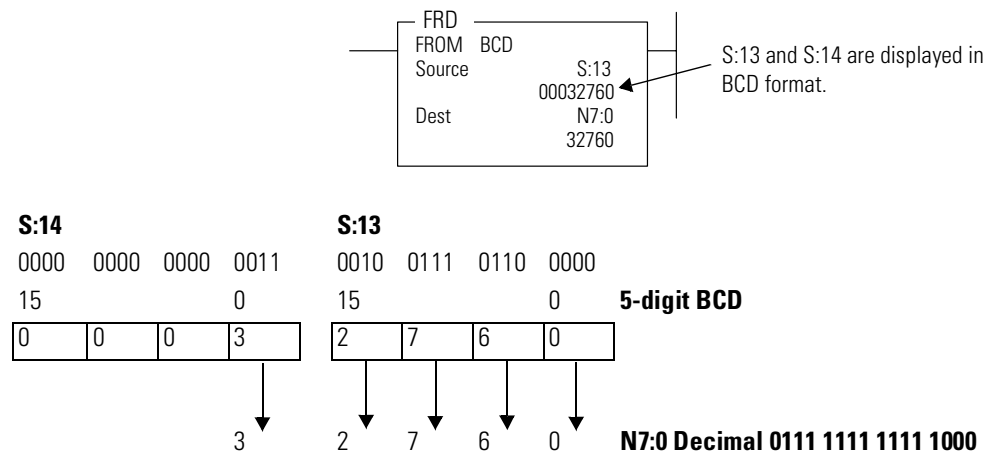 FRD
FROM BCD
Source S:13
00032760
Dest N7:0
32760
S:13 and S:14 are displayed in
BCD format.
S:14 S:13
0000 0000 0000 0011 0010 0111 0110 0000
15 0 15 0 5-digit BCD
0 0 0 3 2 7 6 0
3 2 7 6 0 N7:0 Decimal 0111 1111 1111 1000